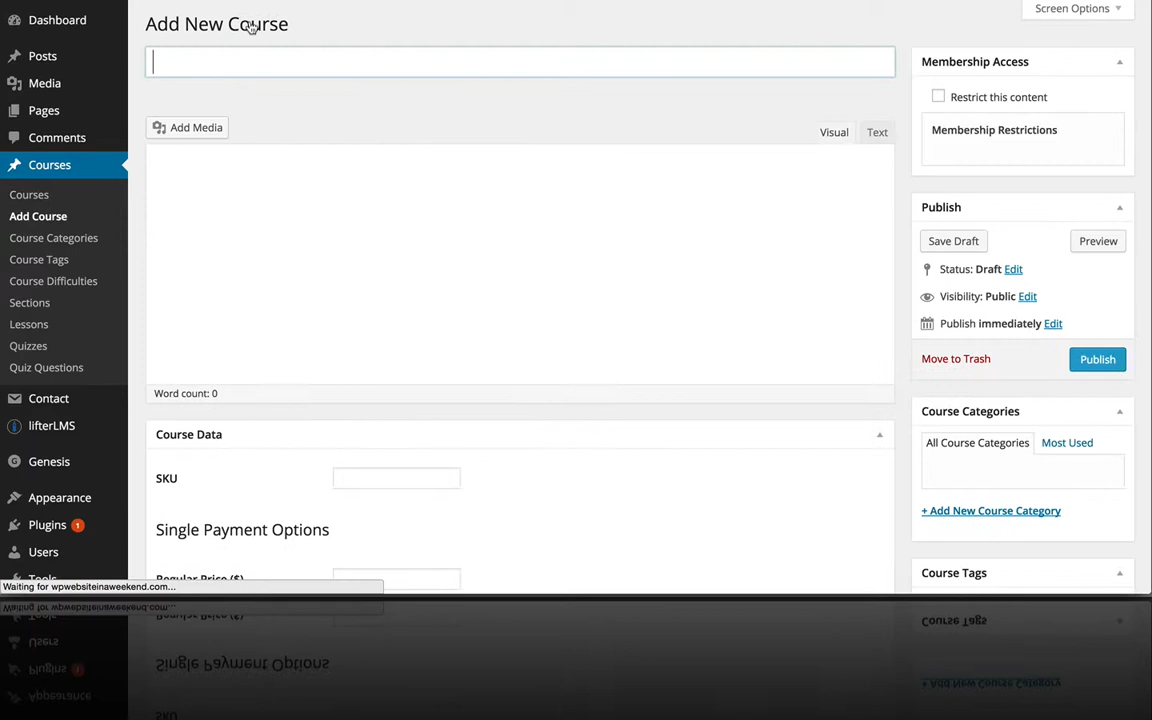 Dashboard
Posts
Media
Pages
Comments
Courses
Courses
Add Course
Course Categories
Course Tags
Course Difficulties
Sections
Lessons
Quizzes
Quiz Questions
Contact
lifterLMS
Genesis
Appearance
Plugins 1
Users
Tools
Waiting for wpwebsiteinaweekend.com...
Add New Course
Screen Options
Add Media
Visual
Text
Word count: 0
Course Data
SKU
Single Payment Options
Regular Price ($)
Membership Access
Restrict this content
Membership Restrictions
Publish
Save Draft
Preview
Status: Draft Edit
Visibility: Public Edit
Publish immediately Edit
Move to Trash
Publish
Course Categories
All Course Categories
Most Used
+ Add New Course Category
Course Tags